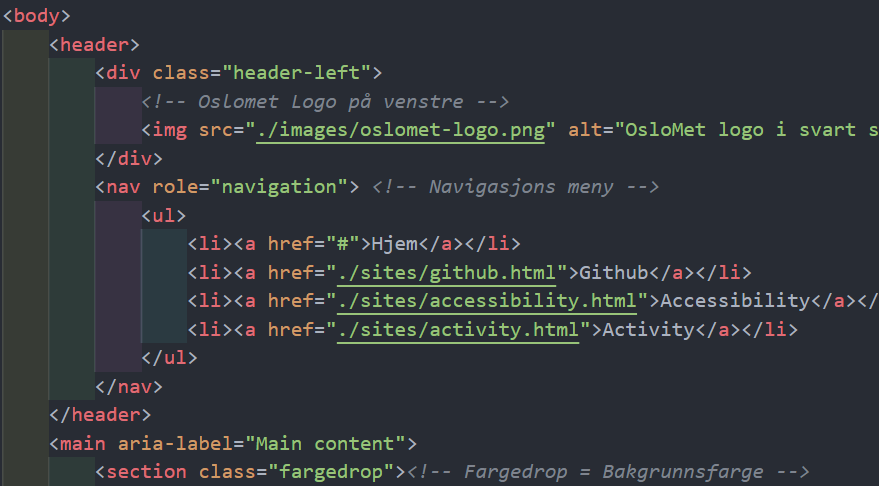 <body>
<header>
<div class="header-left">
<!-- Oslomet Logo på venstre -->
<img src="./images/oslomet-logo.png" alt="OsloMet logo i svart s
</div>
<nav role="navigation"> <!-- Navigasjons meny -->
<ul>
<li><a href="#">Hjem</a></li>
<li><a href="./sites/github.html">Github</a></li>
<li><a href="./sites/accessibility.html">Accessibility</a></
<li><a href="./sites/activity.html">Activity</a></li>
</ul>
</nav>
</header>
<main aria-label="Main content">
<section class="fargedrop"><!-- Fargedrop = Bakgrunnsfarge -->